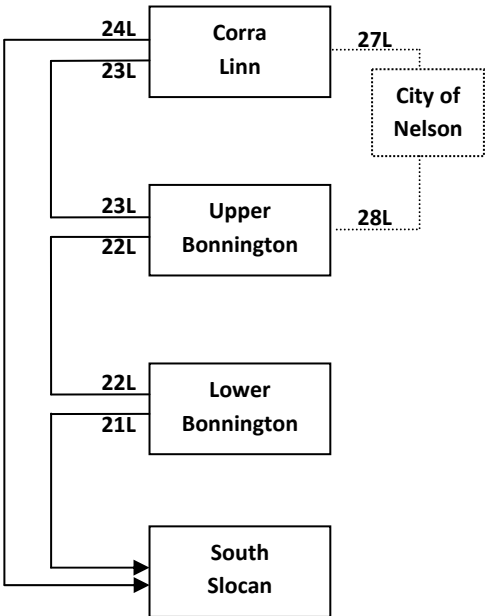 24L
Corra
Linn
27L
23L
City of
Nelson
23L
Upper
Bonnington
28L
22L
22L
Lower
Bonnington
21L
South
Slocan